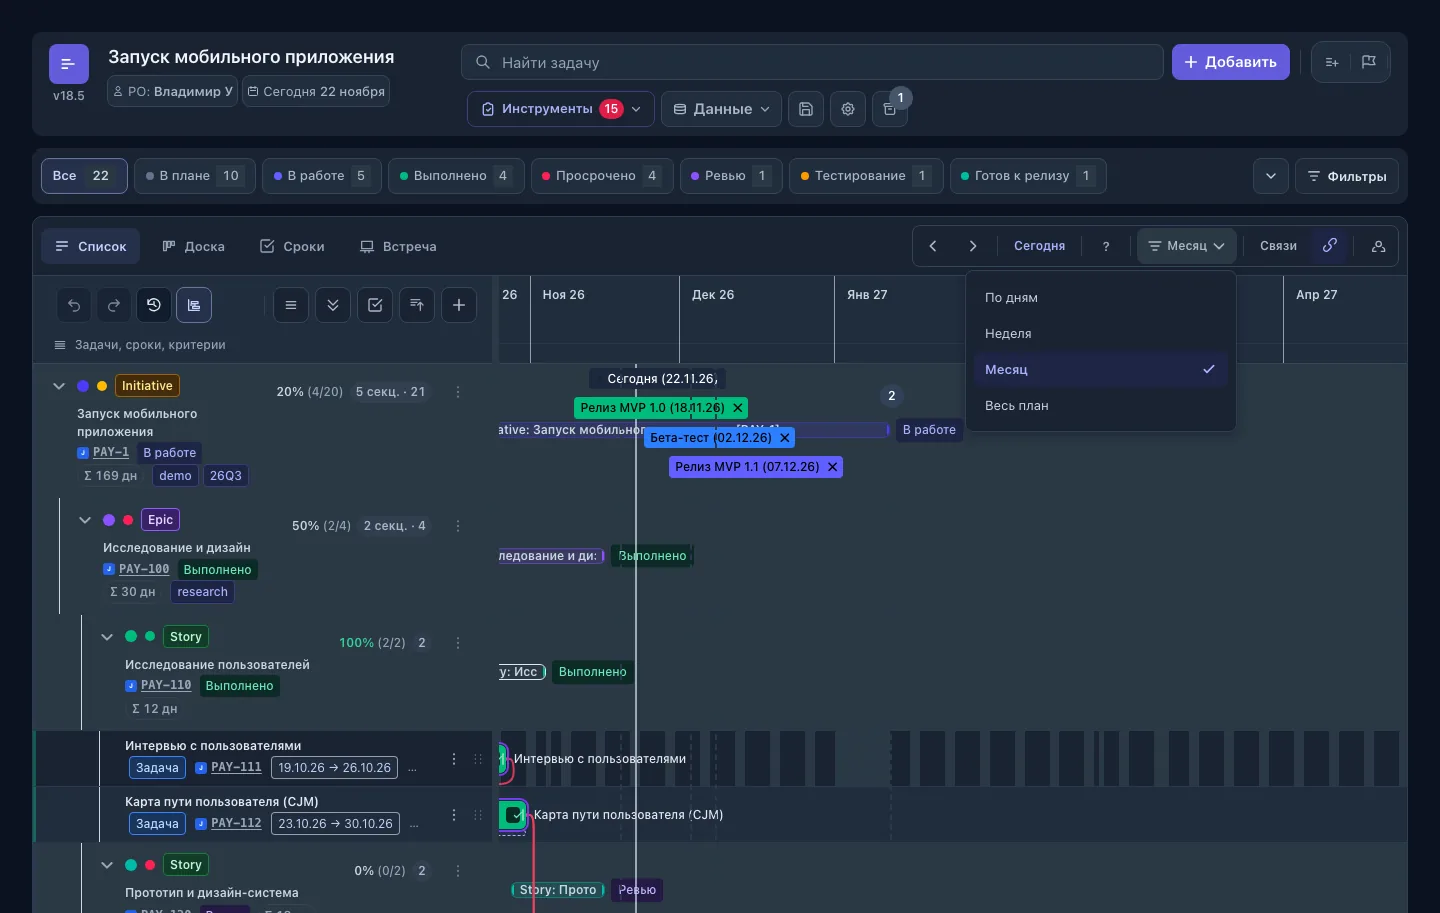 Запуск мобильного приложения
v18.5
PO: Владимир У
Сегодня 22 ноября
Найти задачу
Добавить
Инструменты 15
Данные
1
Все 22
В плане 10
В работе 5
Выполнено 4
Просрочено 4
Ревью 1
Тестирование 1
Готов к релизу 1
Фильтры
Список
Доска
Сроки
Встреча
Сегодня
?
Месяц
Связи
По дням
Неделя
Месяц
Весь план
Задачи, сроки, критерии
26
Ноя 26
Дек 26
Янв 27
Апр 27
Initiative
20% (4/20)
5 секц. · 21
Запуск мобильного
приложения
PAY-1
В работе
Σ 169 дн
demo
26Q3
Сегодня (22.11.26)
Релиз MVP 1.0 (18.11.26)
2
ative: Запуск мобильног
В работе
Бета-тест (02.12.26)
Релиз MVP 1.1 (07.12.26)
Epic
50% (2/4)
2 секц. · 4
Исследование и дизайн
PAY-100
Выполнено
Σ 30 дн
research
ледование и ди:
Выполнено
Story
100% (2/2)
2
Исследование пользователей
PAY-110
Выполнено
Σ 12 дн
y: Исс
Выполнено
Интервью с пользователями
Задача
PAY-111
19.10.26 → 26.10.26
...
Интервью с пользователями
Карта пути пользователя (CJM)
Задача
PAY-112
23.10.26 → 30.10.26
...
Карта пути пользователя (CJM)
Story
0% (0/2)
2
Прототип и дизайн-система
Story: Прото
Ревью